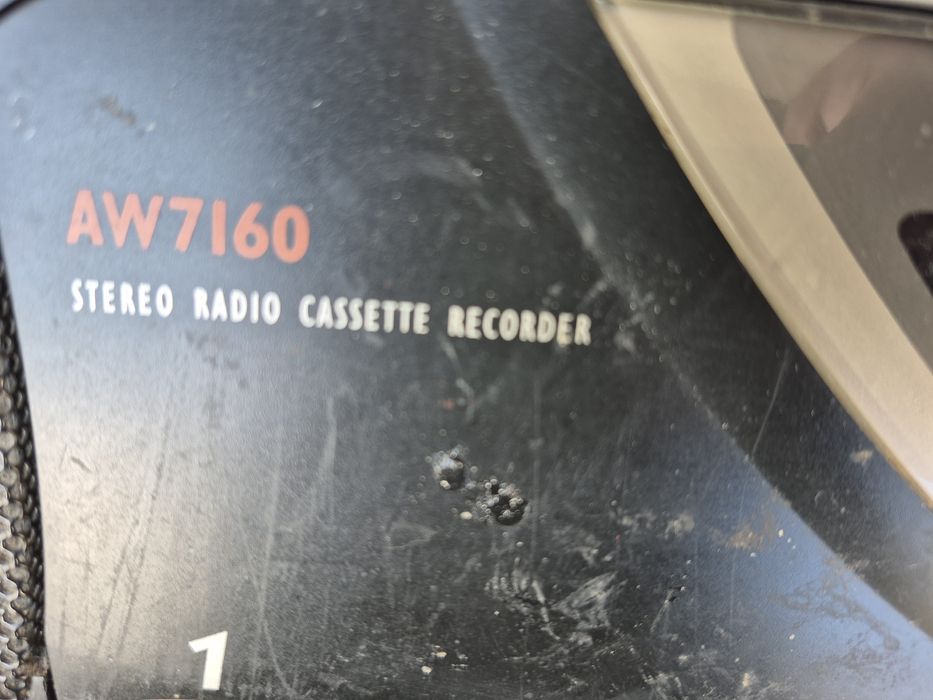 AW7160
STEREO RADIO CASSETTE RECORDER
1